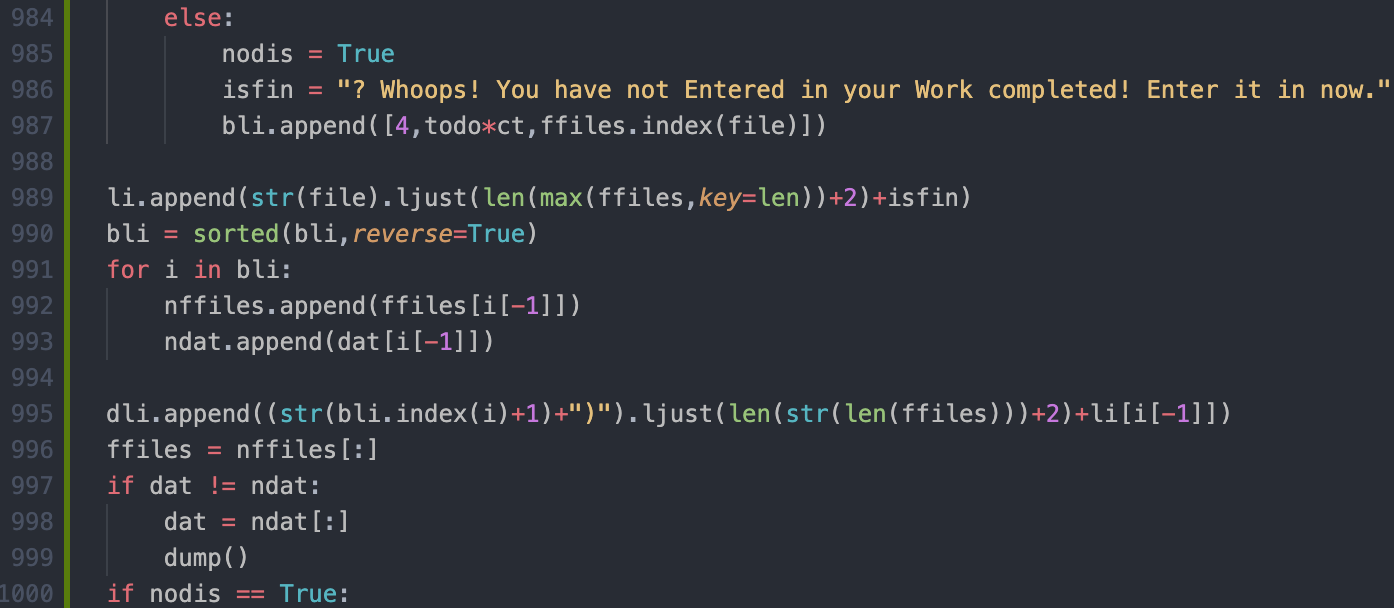 984 else:
985 nodis = True
986 isfin = "? Whoops! You have not Entered in your Work completed! Enter it in now."
987 bli.append([4,todo*ct,ffiles.index(file)])
988
989 li.append(str(file).ljust(len(max(ffiles,key=len))+2)+isfin)
990 bli = sorted(bli,reverse=True)
991 for i in bli:
992 nffiles.append(ffiles[i[-1]])
993 ndat.append(dat[i[-1]])
994
995 dli.append((str(bli.index(i)+1)+")").ljust(len(str(len(ffiles)))+2)+li[i[-1]])
996 ffiles = nffiles[:]
997 if dat != ndat:
998 dat = ndat[:]
999 dump()
1000 if nodis == True: